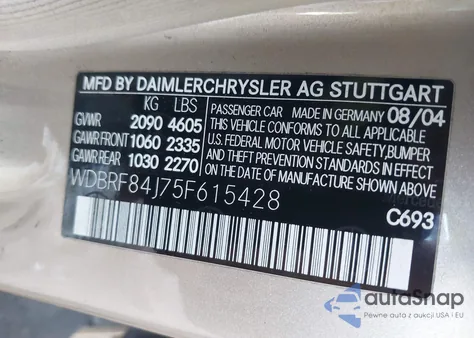 MFD BY DAIMLERCHRYSLER AG STUTTGART
KG LBS
GVWR 2090 4605
GAWR FRONT 1060 2335
GAWR REAR 1030 2270
PASSENGER CAR MADE IN GERMANY 08/04
THIS VEHICLE CONFORMS TO ALL APPLICABLE
U.S. FEDERAL MOTOR VEHICLE SAFETY, BUMPER
AND THEFT PREVENTION STANDARDS IN EFFECT ON
THE DATE OF MANUFACTURE SHOWN ABOVE.
WDBRF84J75F615428
C693
autoSnap
Pewne auta z aukcji USA i EU